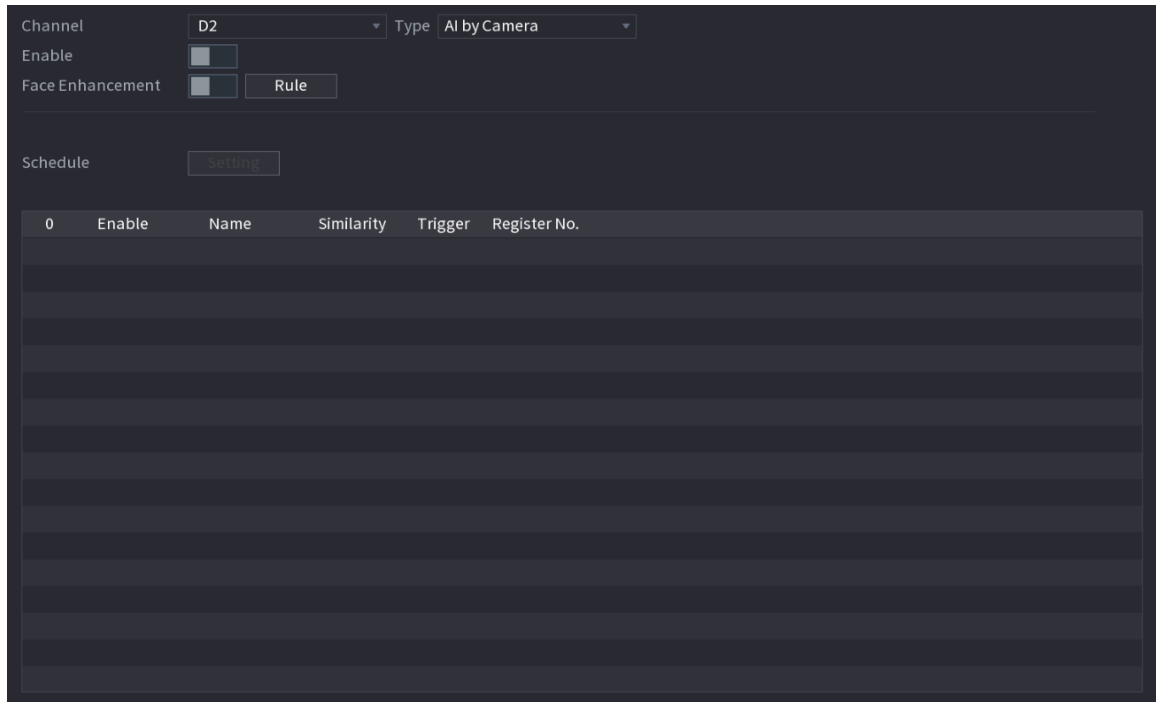 Channel D2 Type AI by Camera
Enable
Face Enhancement Rule
Schedule Setting
0 Enable Name Similarity Trigger Register No.